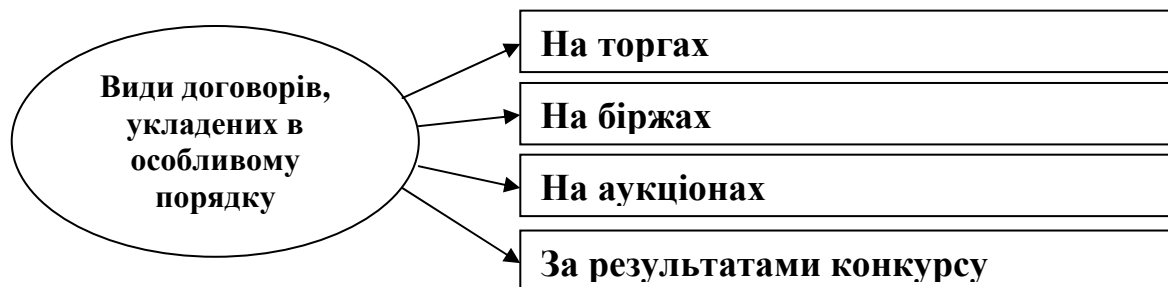 Види договорів,
укладених в
особливому
порядку
На торгах
На біржах
На аукціонах
За результатами конкурсу